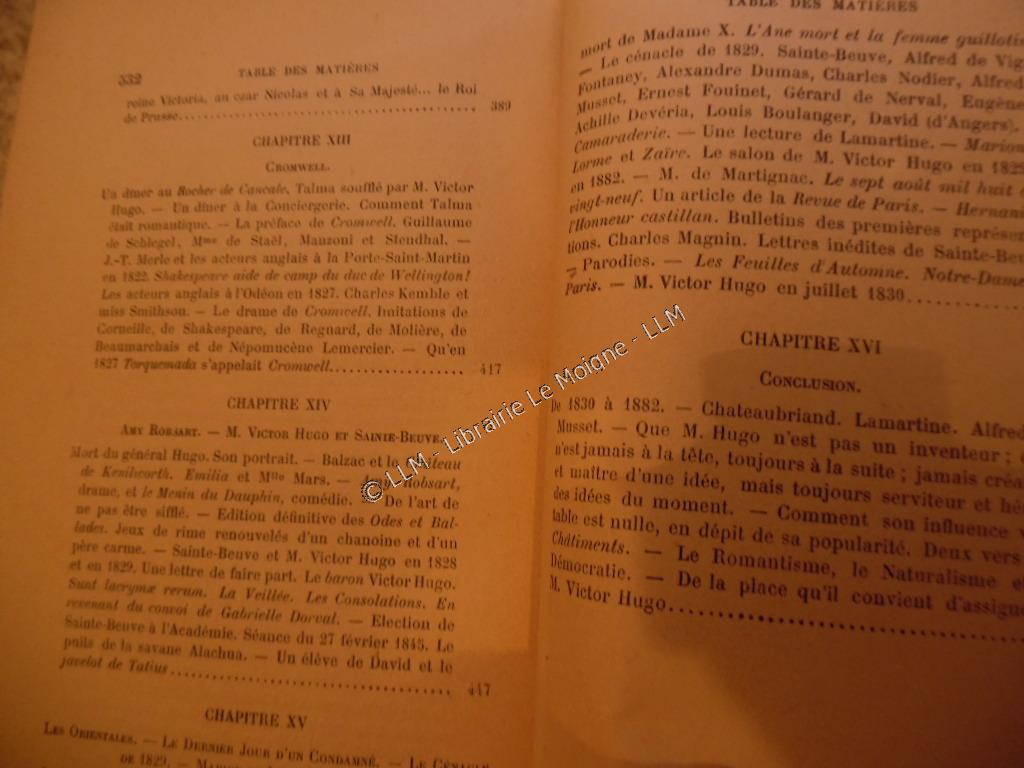 332
TABLE DES MATIÈRES
reine Victoria, au czar Nicolas et à Sa Majesté... le Roi
de Prusse........ 389
CHAPITRE XIII
CROMWELL.
Un dîner au Rocher de Cancale. Talma soufflé par M. Victor
Hugo. — Un dîner à la Conciergerie. Comment Talma
était romantique. — La préface de Cromwell. Guillaume
de Schlegel, Mme de Staël, Manzoni et Stendhal. —
J.-T. Merle et les acteurs anglais à la Porte-Saint-Martin
en 1822. Shakespeare aide de camp du duc de Wellington!
Les acteurs anglais à l'Odéon en 1827. Charles Kemble et
miss Smithson. — Le drame de Cromwell. Imitations de
Corneille, de Shakespeare, de Regnard, de Molière, de
Beaumarchais et de Népomucène Lemercier. — Qu'en
1827 Torquemada s'appelait Cromwell........ 417
CHAPITRE XIV
AMY ROBSART. — M. VICTOR HUGO ET SAINTE-BEUVE.
Mort du général Hugo. Son portrait. — Balzac et le
de Kenilworth. Emilia et Mlle Mars. — Robsart,
drame, et le Menin du Dauphin, comédie. De l'art de
ne pas être sifflé. — Edition définitive des Odes et Bal-
lades. Jeux de rime renouvelés d'un chanoine et d'un
père carme. — Sainte-Beuve et M. Victor Hugo en 1828
et en 1829. Une lettre de faire part. Le baron Victor Hugo.
Sunt lacrymæ rerum. La Veillée. Les Consolations. En
revenant du convoi de Gabrielle Dorval. — Election de
Sainte-Beuve à l'Académie. Séance du 27 février 1845. Le
puits de la savane Alachua. — Un élève de David et le
javelot de Tatius........ 447
CHAPITRE XV
LES ORIENTALES. — LE DERNIER JOUR D'UN CONDAMNÉ. — LE CÉNACLE
DE 1829. —
TABLE DES MATIÈRES
mort de Madame X. L'Ane mort et la femme guilloti
— Le cénacle de 1829. Sainte-Beuve, Alfred de Vig
Fontaney, Alexandre Dumas, Charles Nodier, Alfred
Musset, Ernest Fouinet, Gérard de Nerval, Eugène
Achille Devéria, Louis Boulanger, David (d'Angers).
Camaraderie. — Une lecture de Lamartine. — Marion
Lorme et Zaïre. Le salon de M. Victor Hugo en 1829
en 1882. — M. de Martignac. Le sept août mil huit
vingt-neuf. Un article de la Revue de Paris. — Hernani
l'Honneur castillan. Bulletins des premières représen
tions. Charles Magnin. Lettres inédites de Sainte-Beu
— Parodies. — Les Feuilles d'Automne. Notre-Dame
Paris. — M. Victor Hugo en juillet 1830........
CHAPITRE XVI
CONCLUSION.
De 1830 à 1882. — Chateaubriand. Lamartine. Alfred
Musset. — Que M. Hugo n'est pas un inventeur;
n'est jamais à la tête, toujours à la suite; jamais créa
et maître d'une idée, mais toujours serviteur et hé
des idées du moment. — Comment son influence v
table est nulle, en dépit de sa popularité. Deux vers
Châtiments. — Le Romantisme, le Naturalisme e
Démocratie. — De la place qu'il convient d'assigne
M. Victor Hugo........
© LLM - Librairie Le Moigne - LLM